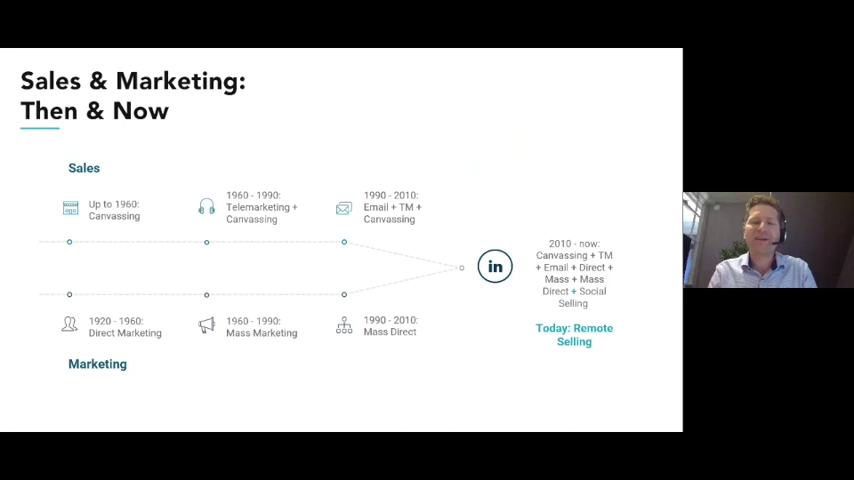 Sales & Marketing:
Then & Now
Sales
Up to 1960:
Canvassing
1960 - 1990:
Telemarketing +
Canvassing
1990 - 2010:
Email + TM +
Canvassing
in
2010 - now:
Canvassing + TM
+ Email + Direct +
Mass + Mass
Direct + Social
Selling
Today: Remote
Selling
1920 - 1960:
Direct Marketing
1960 - 1990:
Mass Marketing
1990 - 2010:
Mass Direct
Marketing